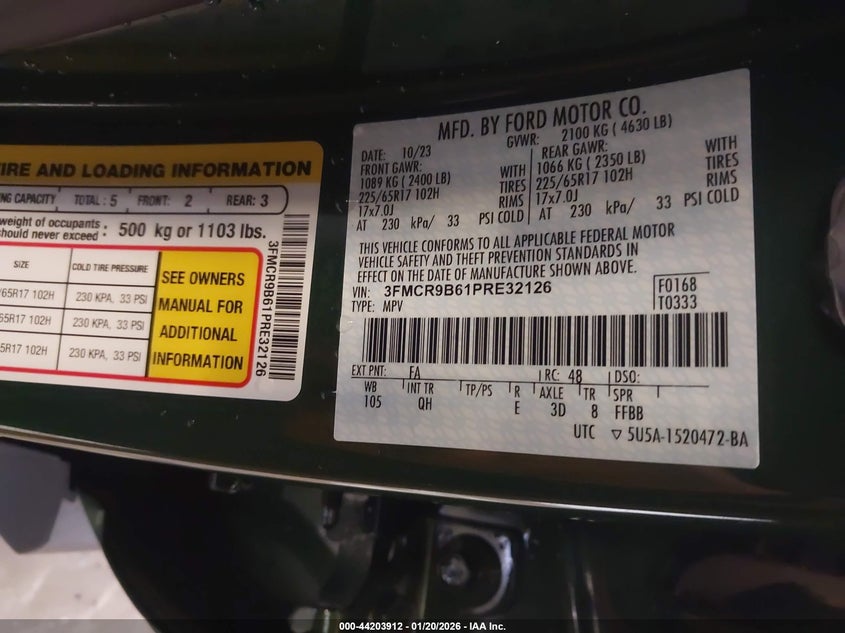 TIRE AND LOADING INFORMATION
NG CAPACITY TOTAL : 5 FRONT: 2 REAR: 3
weight of occupants
should never exceed : 500 kg or 1103 lbs.
SIZE COLD TIRE PRESSURE
/65R17 102H 230 KPA, 33 PSI
65R17 102H 230 KPA, 33 PSI
5R17 102H 230 KPA, 33 PSI
SEE OWNERS
MANUAL FOR
ADDITIONAL
INFORMATION
3FMCR9B61PRE32126
MFD. BY FORD MOTOR CO.
DATE: 10/23 GVWR: 2100 KG ( 4630 LB)
FRONT GAWR: REAR GAWR:
1089 KG ( 2400 LB) WITH 1066 KG ( 2350 LB) WITH
225/65R17 102H TIRES 225/65R17 102H TIRES
17x7.0J RIMS 17x7.0J RIMS
AT 230 kPa/ 33 PSI COLD AT 230 kPa/ 33 PSI COLD
THIS VEHICLE CONFORMS TO ALL APPLICABLE FEDERAL MOTOR
VEHICLE SAFETY AND THEFT PREVENTION STANDARDS IN
EFFECT ON THE DATE OF MANUFACTURE SHOWN ABOVE.
VIN: 3FMCR9B61PRE32126 F0168
TYPE: MPV T0333
EXT PNT: FA RC: 48 DSO:
WB INT TR TP/PS R AXLE TR SPR
105 QH E 3D 8 FFBB
UTC ▽ 5U5A-1520472-BA
000-44203912 - 01/20/2026 - IAA Inc.